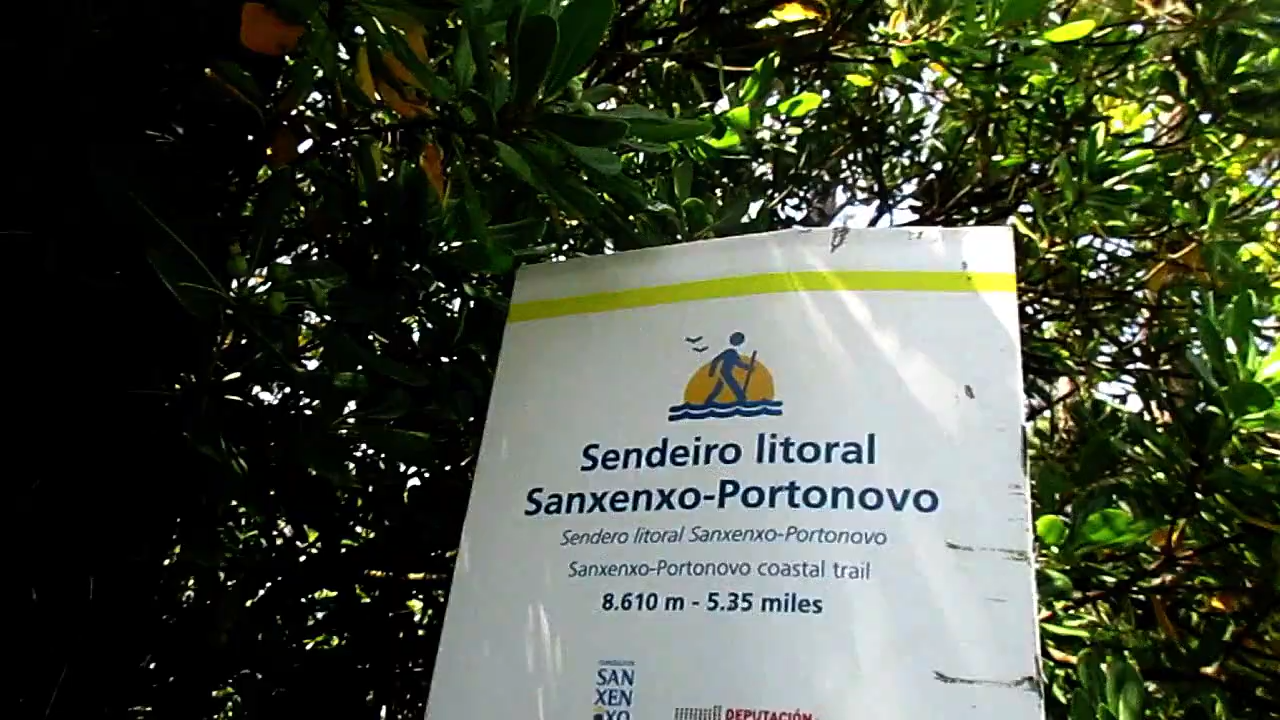 Sendeiro litoral
Sanxenxo-Portonovo
Sendero litoral Sanxenxo-Portonovo
Sanxenxo-Portonovo coastal trail
8.610 m - 5.35 miles
SAN
XEN
XO
DEPUTACIÓN